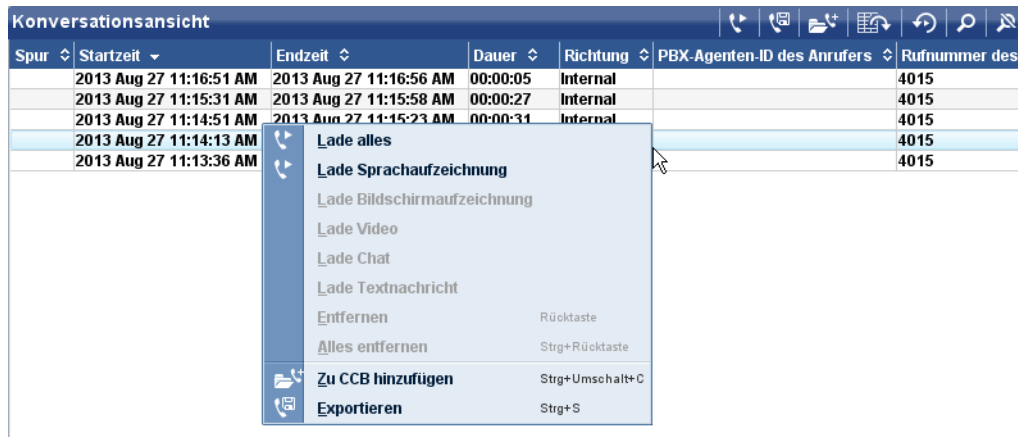 Konversationsansicht
Spur Startzeit Endzeit Dauer Richtung PBX-Agenten-ID des Anrufers Rufnummer des
2013 Aug 27 11:16:51 AM 2013 Aug 27 11:16:56 AM 00:00:05 Internal 4015
2013 Aug 27 11:15:31 AM 2013 Aug 27 11:15:58 AM 00:00:27 Internal 4015
2013 Aug 27 11:14:51 AM 2013 Aug 27 11:15:23 AM 00:00:31 Internal 4015
2013 Aug 27 11:14:13 AM 4015
2013 Aug 27 11:13:36 AM 4015
Lade alles
Lade Sprachaufzeichnung
Lade Bildschirmaufzeichnung
Lade Video
Lade Chat
Lade Textnachricht
Entfernen Rücktaste
Alles entfernen Strg+Rücktaste
Zu CCB hinzufügen Strg+Umschalt+C
Exportieren Strg+S